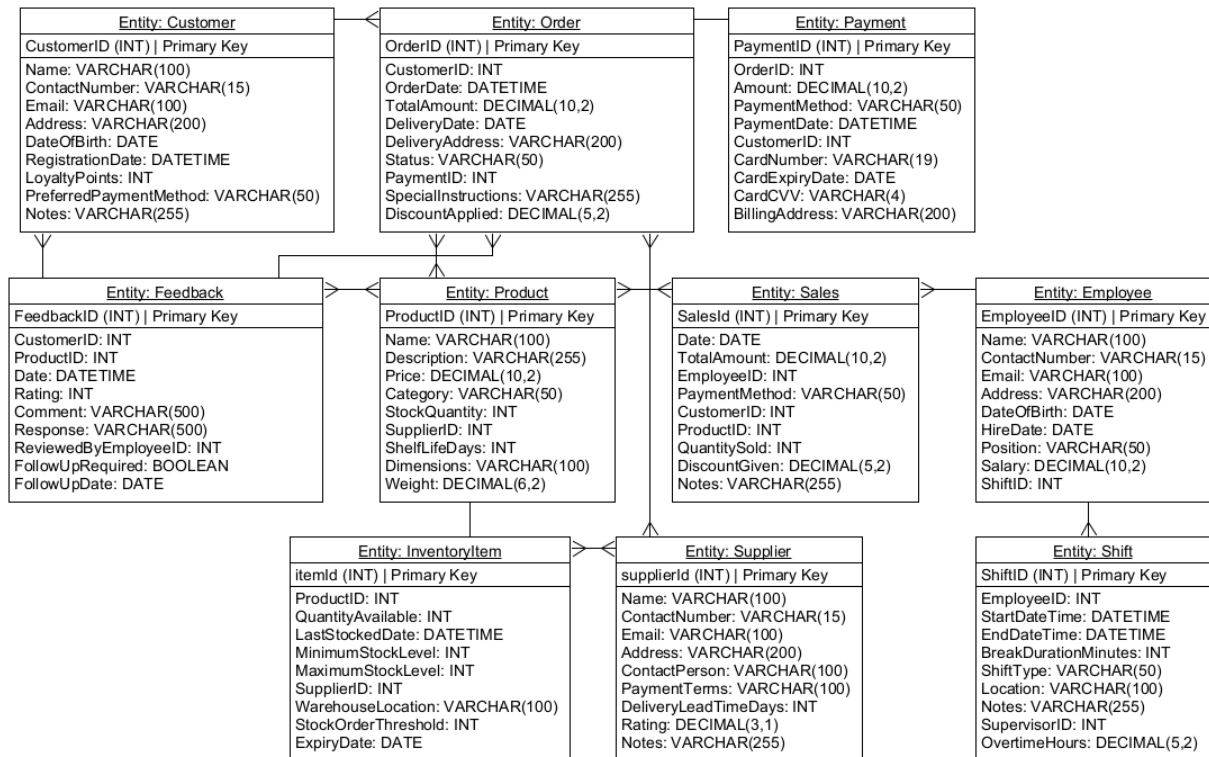 Entity: Customer
CustomerID (INT) | Primary Key
Name: VARCHAR(100)
ContactNumber: VARCHAR(15)
Email: VARCHAR(100)
Address: VARCHAR(200)
DateOfBirth: DATE
RegistrationDate: DATETIME
LoyaltyPoints: INT
PreferredPaymentMethod: VARCHAR(50)
Notes: VARCHAR(255)
Entity: Order
OrderID (INT) | Primary Key
CustomerID: INT
OrderDate: DATETIME
TotalAmount: DECIMAL(10,2)
DeliveryDate: DATE
DeliveryAddress: VARCHAR(200)
Status: VARCHAR(50)
PaymentID: INT
SpecialInstructions: VARCHAR(255)
DiscountApplied: DECIMAL(5,2)
Entity: Payment
PaymentID (INT) | Primary Key
OrderID: INT
Amount: DECIMAL(10,2)
PaymentMethod: VARCHAR(50)
PaymentDate: DATETIME
CustomerID: INT
CardNumber: VARCHAR(19)
CardExpiryDate: DATE
CardCVV: VARCHAR(4)
BillingAddress: VARCHAR(200)
Entity: Feedback
FeedbackID (INT) | Primary Key
CustomerID: INT
ProductID: INT
Date: DATETIME
Rating: INT
Comment: VARCHAR(500)
Response: VARCHAR(500)
ReviewedByEmployeeID: INT
FollowUpRequired: BOOLEAN
FollowUpDate: DATE
Entity: Product
ProductID (INT) | Primary Key
Name: VARCHAR(100)
Description: VARCHAR(255)
Price: DECIMAL(10,2)
Category: VARCHAR(50)
StockQuantity: INT
SupplierID: INT
ShelfLifeDays: INT
Dimensions: VARCHAR(100)
Weight: DECIMAL(6,2)
Entity: Sales
SalesId (INT) | Primary Key
Date: DATE
TotalAmount: DECIMAL(10,2)
EmployeeID: INT
PaymentMethod: VARCHAR(50)
CustomerID: INT
ProductID: INT
QuantitySold: INT
DiscountGiven: DECIMAL(5,2)
Notes: VARCHAR(255)
Entity: Employee
EmployeeID (INT) | Primary Key
Name: VARCHAR(100)
ContactNumber: VARCHAR(15)
Email: VARCHAR(100)
Address: VARCHAR(200)
DateOfBirth: DATE
HireDate: DATE
Position: VARCHAR(50)
Salary: DECIMAL(10,2)
ShiftID: INT
Entity: InventoryItem
itemId (INT) | Primary Key
ProductID: INT
QuantityAvailable: INT
LastStockedDate: DATETIME
MinimumStockLevel: INT
MaximumStockLevel: INT
SupplierID: INT
WarehouseLocation: VARCHAR(100)
StockOrderThreshold: INT
ExpiryDate: DATE
Entity: Supplier
supplierId (INT) | Primary Key
Name: VARCHAR(100)
ContactNumber: VARCHAR(15)
Email: VARCHAR(100)
Address: VARCHAR(200)
ContactPerson: VARCHAR(100)
PaymentTerms: VARCHAR(100)
DeliveryLeadTimeDays: INT
Rating: DECIMAL(3,1)
Notes: VARCHAR(255)
Entity: Shift
ShiftID (INT) | Primary Key
EmployeeID: INT
StartDateTime: DATETIME
EndDateTime: DATETIME
BreakDurationMinutes: INT
ShiftType: VARCHAR(50)
Location: VARCHAR(100)
Notes: VARCHAR(255)
SupervisorID: INT
OvertimeHours: DECIMAL(5,2)